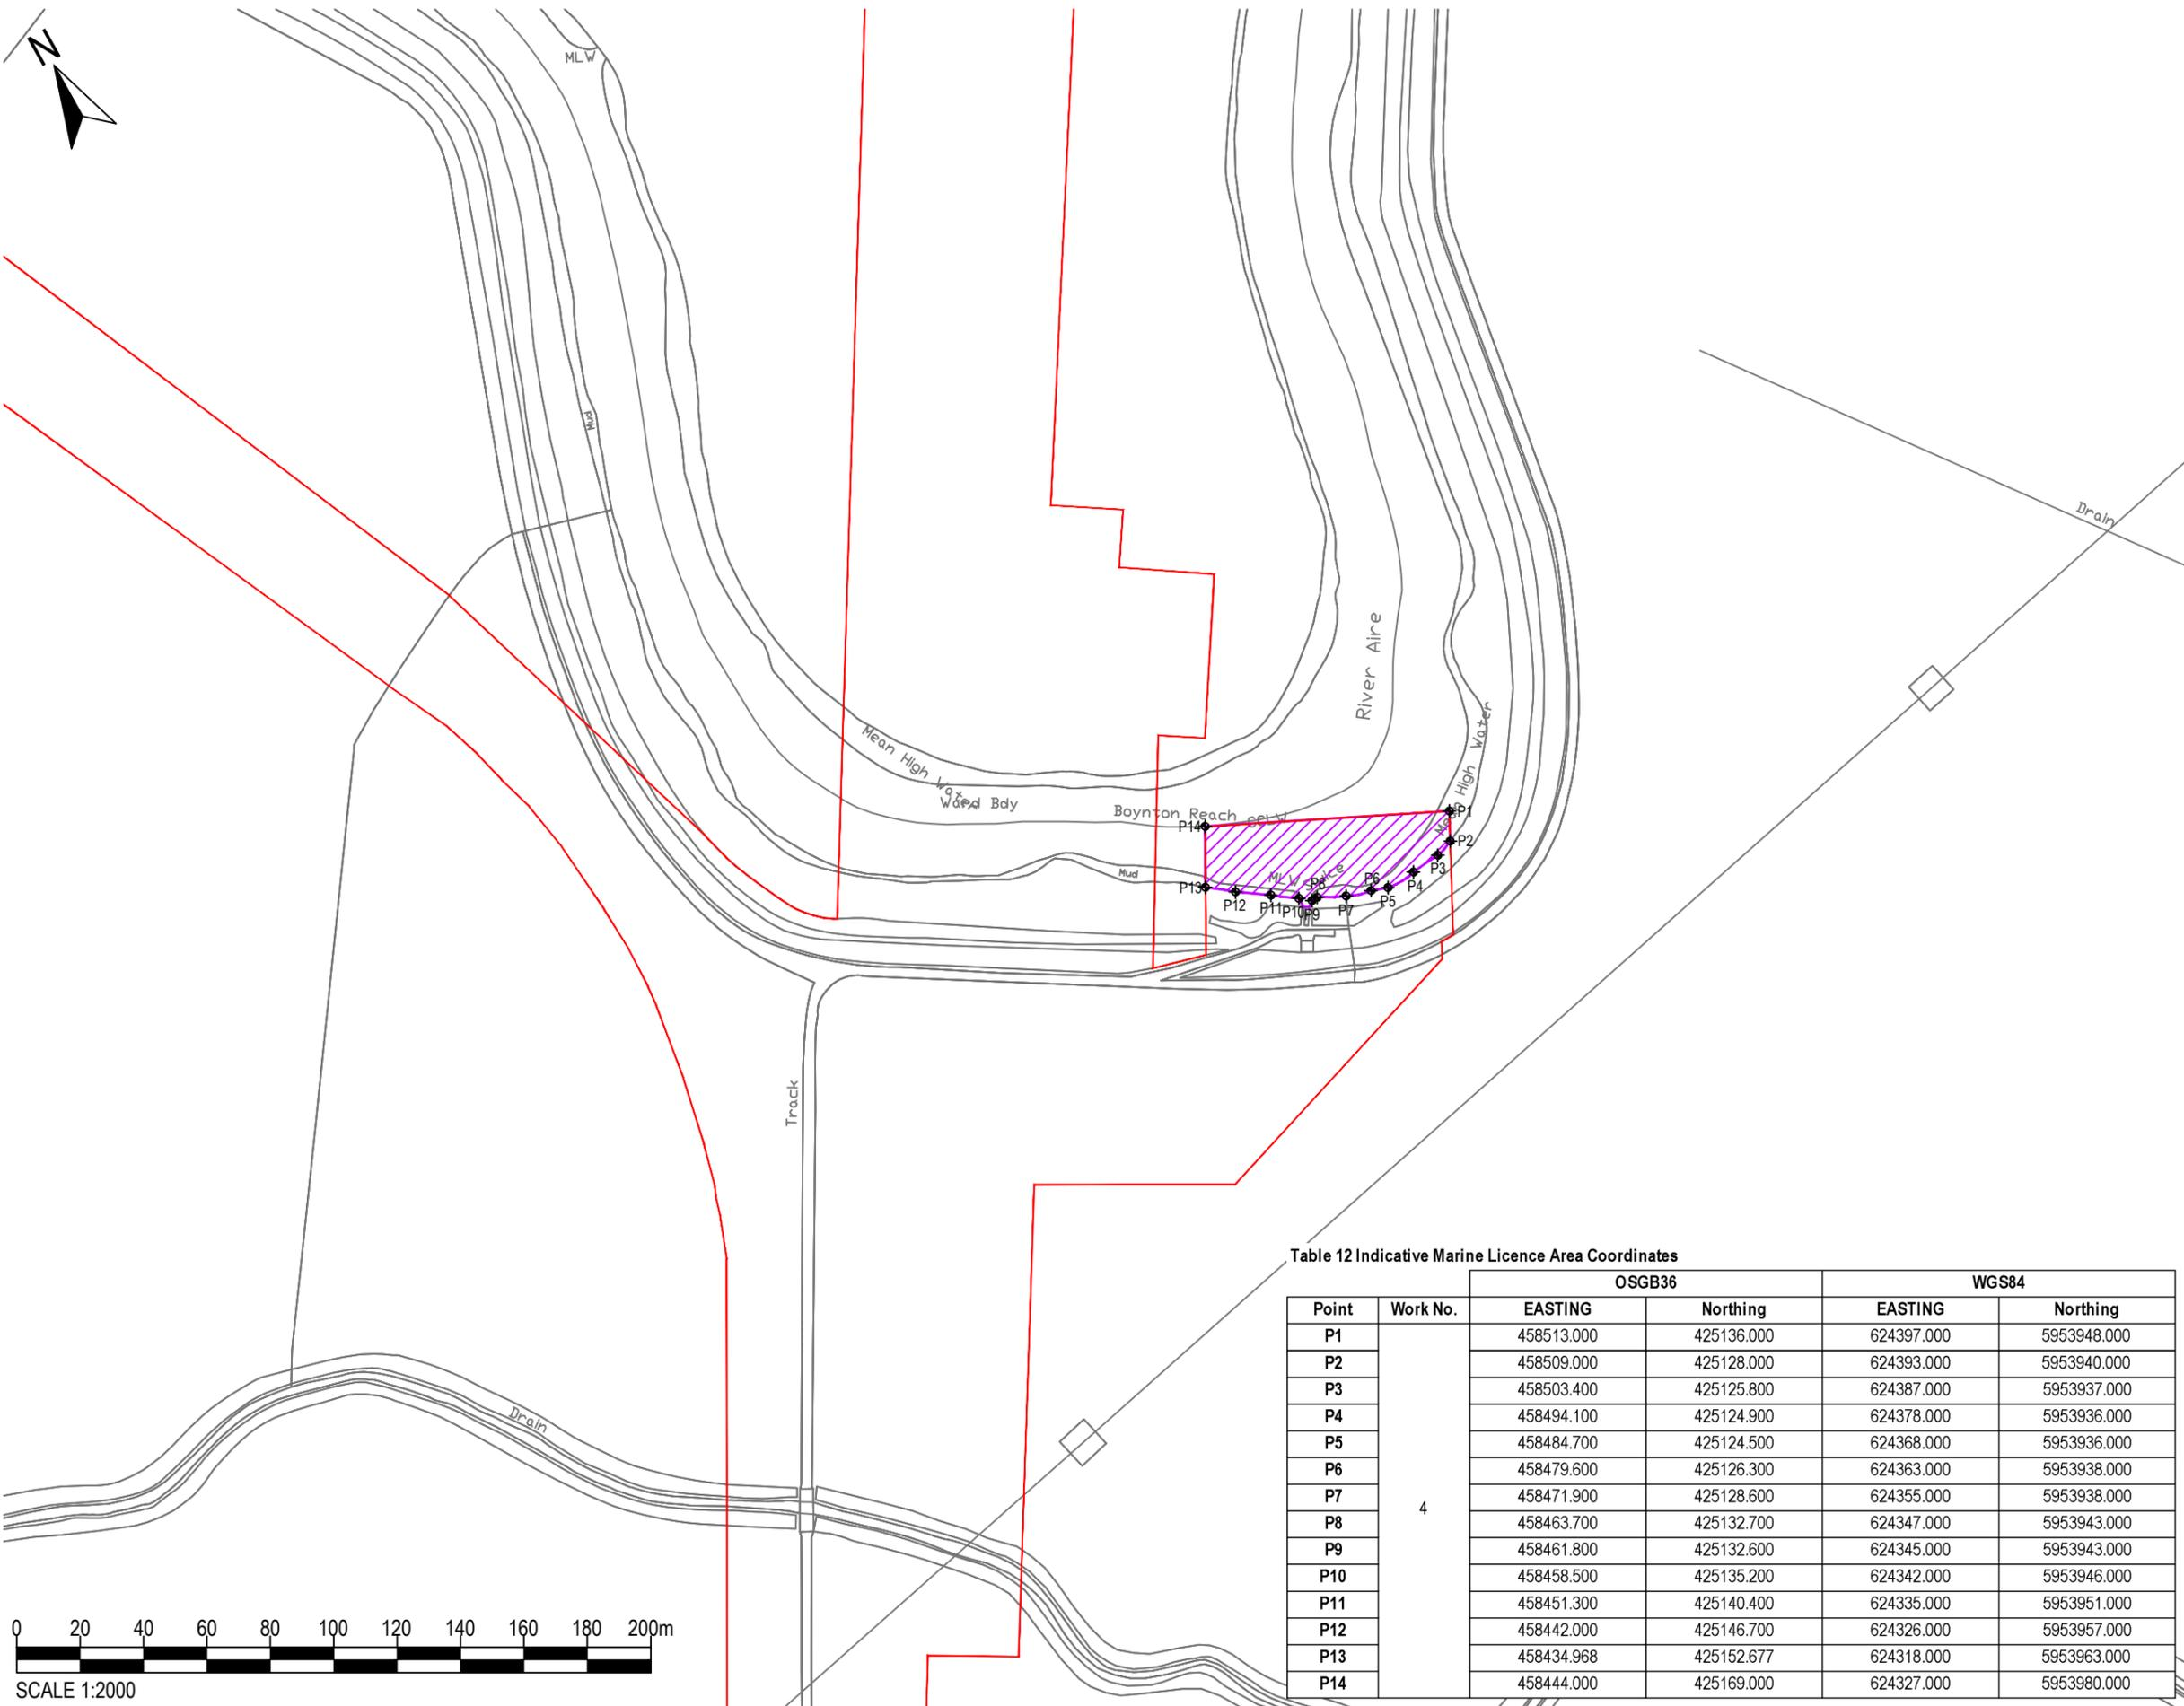 N
MLW
Mud
River Aire
Mean High Water
Mean High Water
Ward Bdy
Boynton Reach
CCLW
P14
P1
P2
P3
P4
P5
P6
P7
P8
P9
P10
P11
P12
P13
Mud
MLW
Drain
Track
Drain
Table 12 Indicative Marine Licence Area Coordinates
OSGB36 WGS84
Point Work No. EASTING Northing EASTING Northing
P1 458513.000 425136.000 624397.000 5953948.000
P2 458509.000 425128.000 624393.000 5953940.000
P3 458503.400 425125.800 624387.000 5953937.000
P4 458494.100 425124.900 624378.000 5953936.000
P5 458484.700 425124.500 624368.000 5953936.000
P6 458479.600 425126.300 624363.000 5953938.000
P7 458471.900 425128.600 624355.000 5953938.000
4
P8 458463.700 425132.700 624347.000 5953943.000
P9 458461.800 425132.600 624345.000 5953943.000
P10 458458.500 425135.200 624342.000 5953946.000
P11 458451.300 425140.400 624335.000 5953951.000
P12 458442.000 425146.700 624326.000 5953957.000
P13 458434.968 425152.677 624318.000 5953963.000
P14 458444.000 425169.000 624327.000 5953980.000
0 20 40 60 80 100 120 140 160 180 200m
SCALE 1:2000